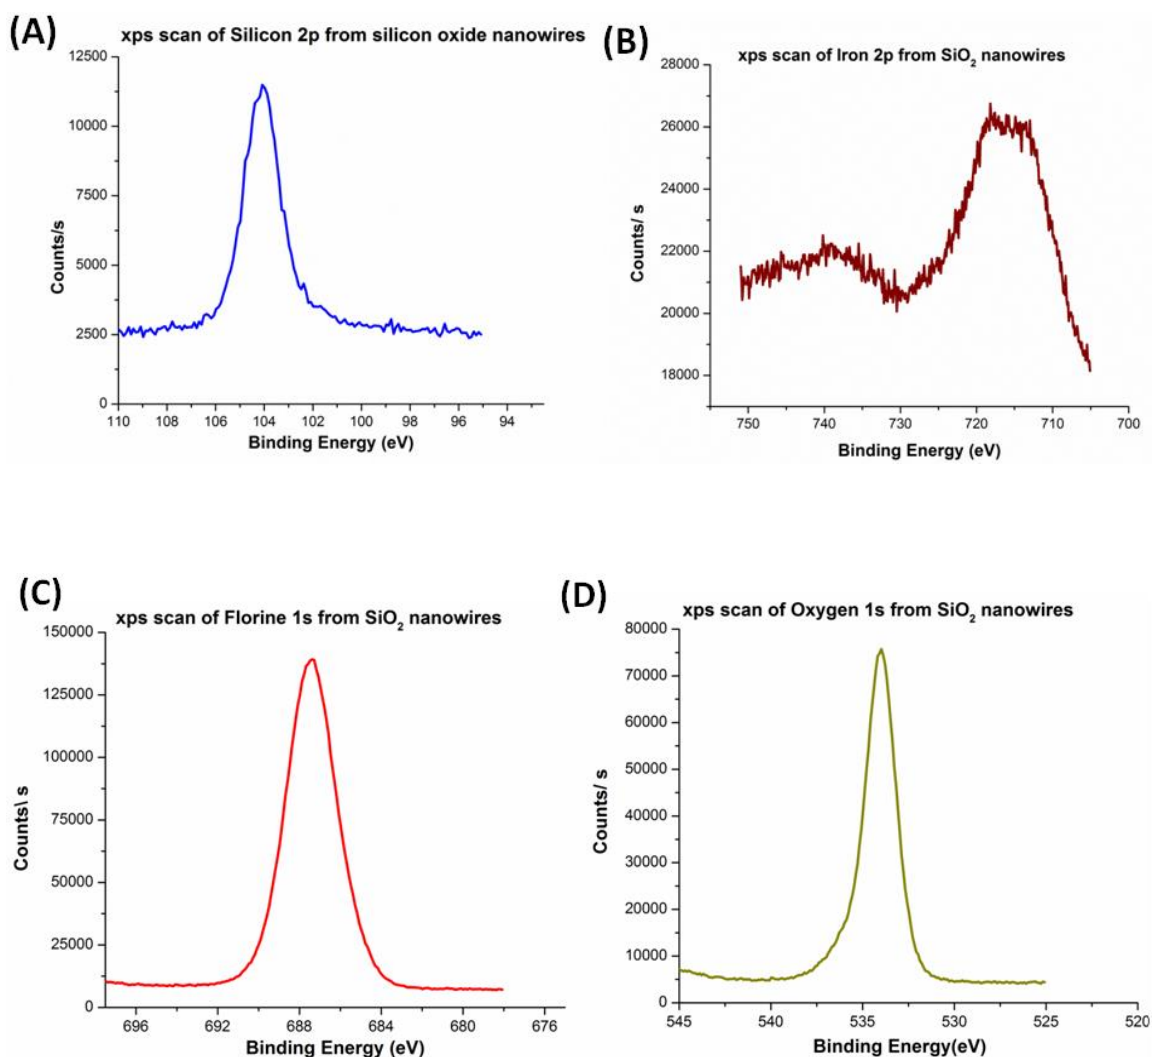 (A)
xps scan of Silicon 2p from silicon oxide nanowires
12500
10000
7500
5000
2500
0
Counts/s
110 108 106 104 102 100 98 96 94
Binding Energy (eV)
(B)
xps scan of Iron 2p from SiO₂ nanowires
28000
26000
24000
22000
20000
18000
Counts/ s
750 740 730 720 710 700
Binding Energy (eV)
(C)
xps scan of Florine 1s from SiO₂ nanowires
150000
125000
100000
75000
50000
25000
0
Counts\ s
696 692 688 684 680 676
Binding Energy (eV)
(D)
xps scan of Oxygen 1s from SiO₂ nanowires
80000
70000
60000
50000
40000
30000
20000
10000
0
Counts/ s
545 540 535 530 525 520
Binding Energy(eV)